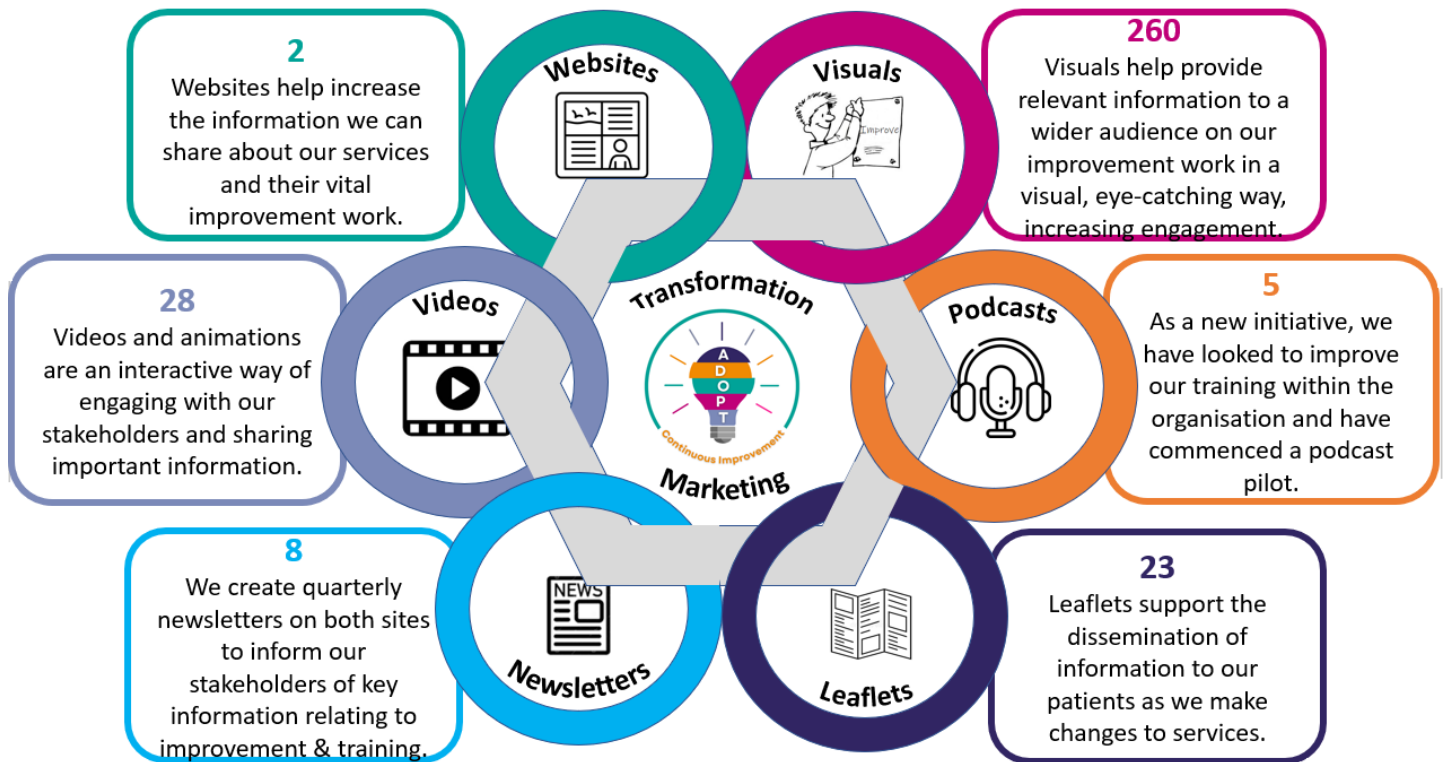 2
Websites help increase
the information we can
share about our services
and their vital
improvement work.
Websites
Visuals
Improve
260
Visuals help provide
relevant information to a
wider audience on our
improvement work in a
visual, eye-catching way,
increasing engagement.
28
Videos and animations
are an interactive way of
engaging with our
stakeholders and sharing
important information.
Videos
Transformation
A
D
O
P
T
Continuous Improvement
Marketing
Podcasts
5
As a new initiative, we
have looked to improve
our training within the
organisation and have
commenced a podcast
pilot.
8
We create quarterly
newsletters on both sites
to inform our
stakeholders of key
information relating to
improvement & training.
NEWS
Newsletters
Leaflets
23
Leaflets support the
dissemination of
information to our
patients as we make
changes to services.